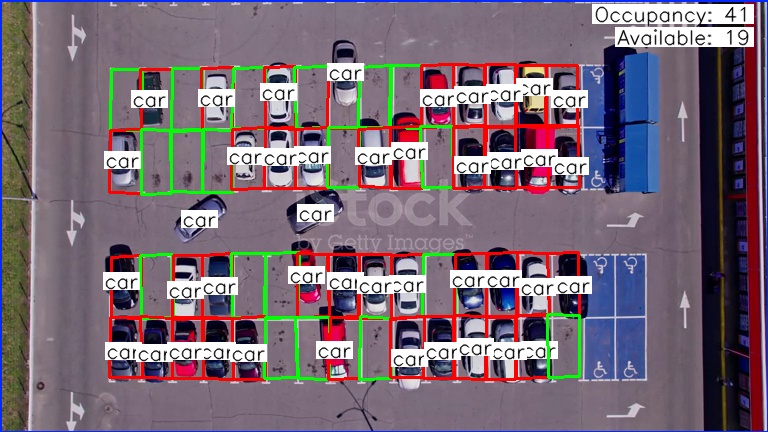 Occupancy: 41
Available: 19
car
car car car car car car car car
car car car car car car car car car car
car car
stock
by Getty Images™
car car car car car car car car car car car
car car car car car car car car car car car